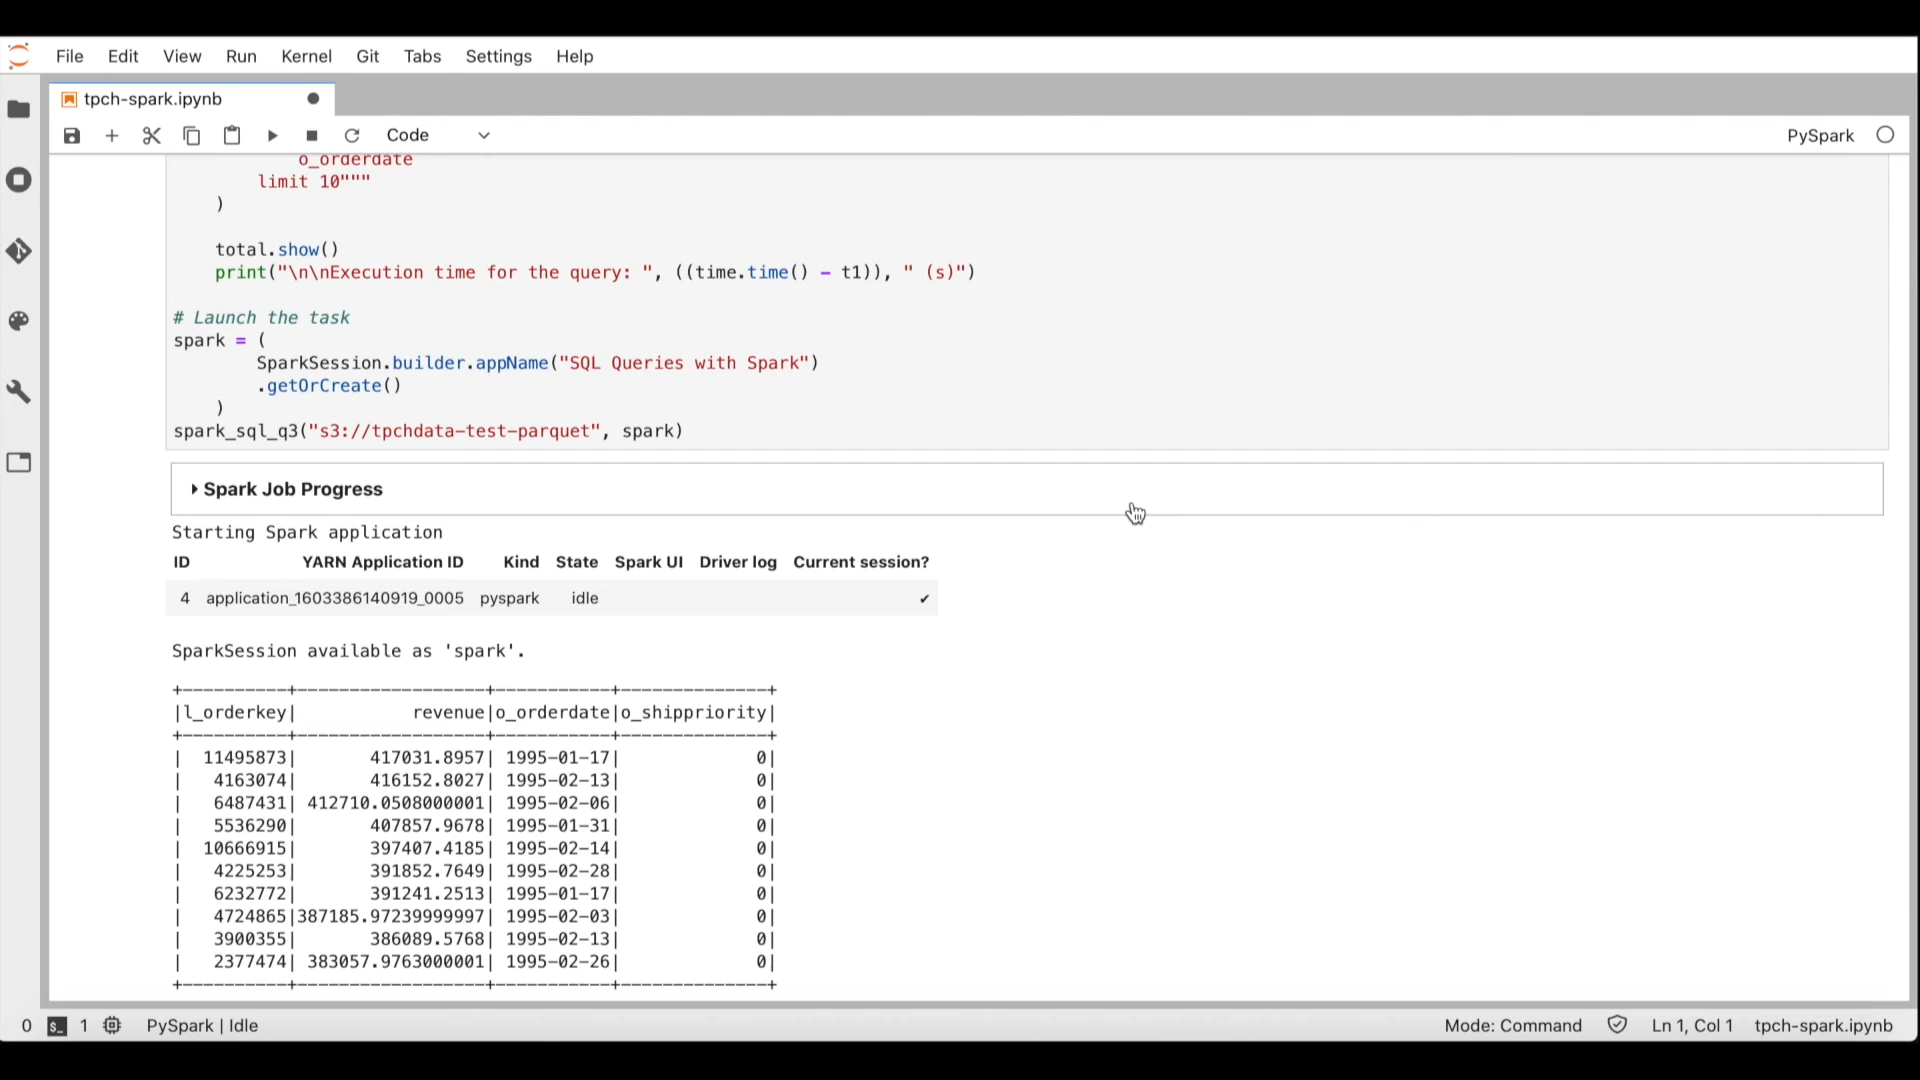 File Edit View Run Kernel Git Tabs Settings Help
tpch-spark.ipynb
Code PySpark
o_orderdate
limit 10"""
)
total.show()
print("\n\nExecution time for the query: ", ((time.time() - t1)), " (s)")
# Launch the task
spark = (
SparkSession.builder.appName("SQL Queries with Spark")
.getOrCreate()
)
spark_sql_q3("s3://tpchdata-test-parquet", spark)
Spark Job Progress
Starting Spark application
ID YARN Application ID Kind State Spark UI Driver log Current session?
4 application_1603386140919_0005 pyspark idle ✔
SparkSession available as 'spark'.
+----------+------------------+-----------+--------------+
|l_orderkey| revenue|o_orderdate|o_shippriority|
+----------+------------------+-----------+--------------+
| 11495873| 417031.8957| 1995-01-17| 0|
| 4163074| 416152.8027| 1995-02-13| 0|
| 6487431| 412710.0508000001| 1995-02-06| 0|
| 5536290| 407857.9678| 1995-01-31| 0|
| 10666915| 397407.4185| 1995-02-14| 0|
| 4225253| 391852.7649| 1995-02-28| 0|
| 6232772| 391241.2513| 1995-01-17| 0|
| 4724865|387185.97239999997| 1995-02-03| 0|
| 3900355| 386089.5768| 1995-02-13| 0|
| 2377474| 383057.9763000001| 1995-02-26| 0|
+----------+------------------+-----------+--------------+
0 $_ 1 PySpark | Idle Mode: Command Ln 1, Col 1 tpch-spark.ipynb